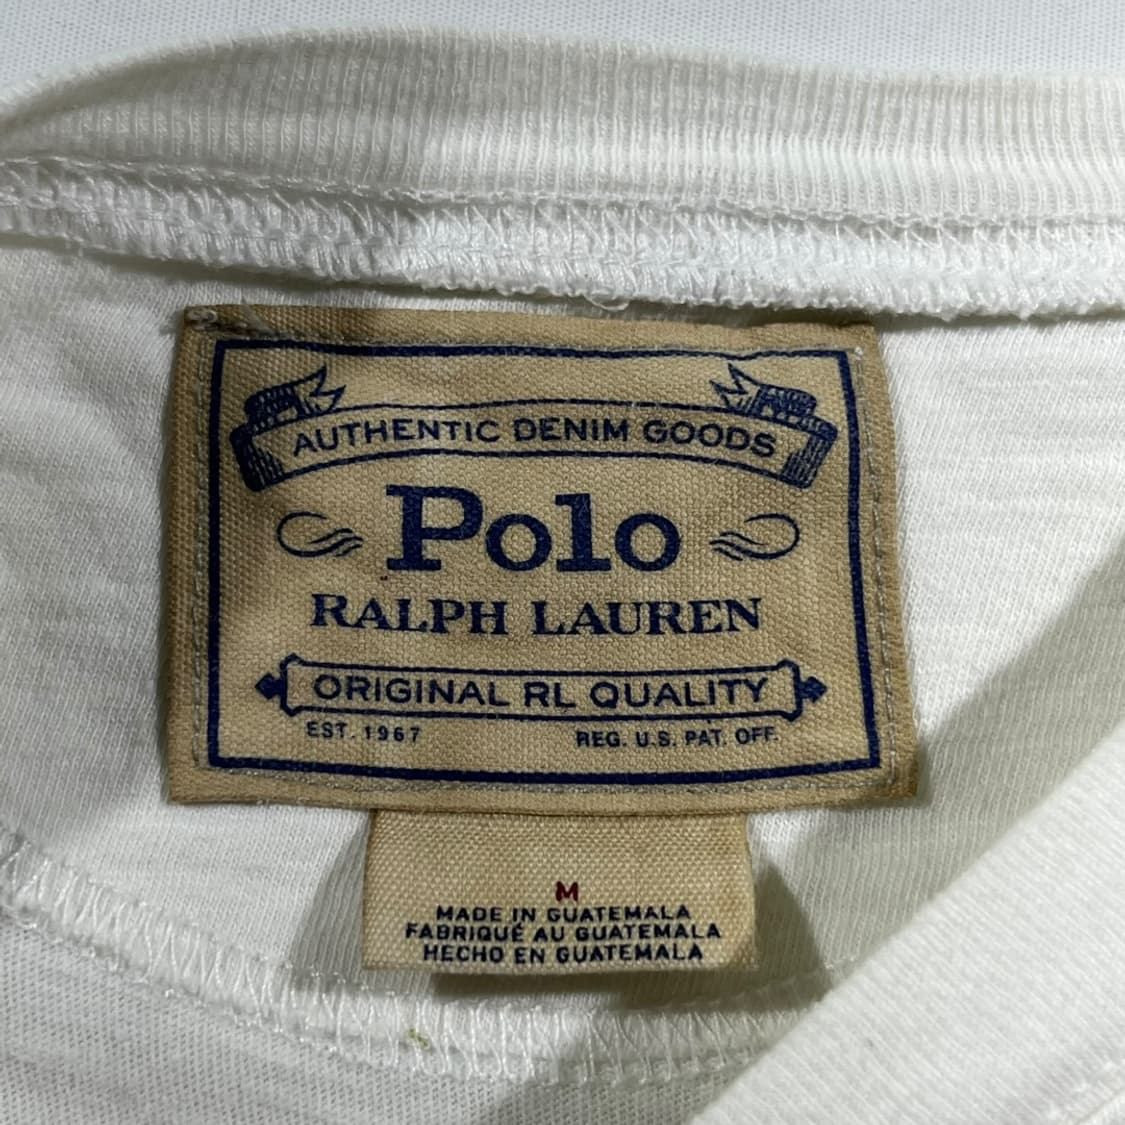 AUTHENTIC DENIM GOODS
Polo
RALPH LAUREN
ORIGINAL RL QUALITY
EST. 1967 REG. U.S. PAT. OFF.
M
MADE IN GUATEMALA
FABRIQUÉ AU GUATEMALA
HECHO EN GUATEMALA